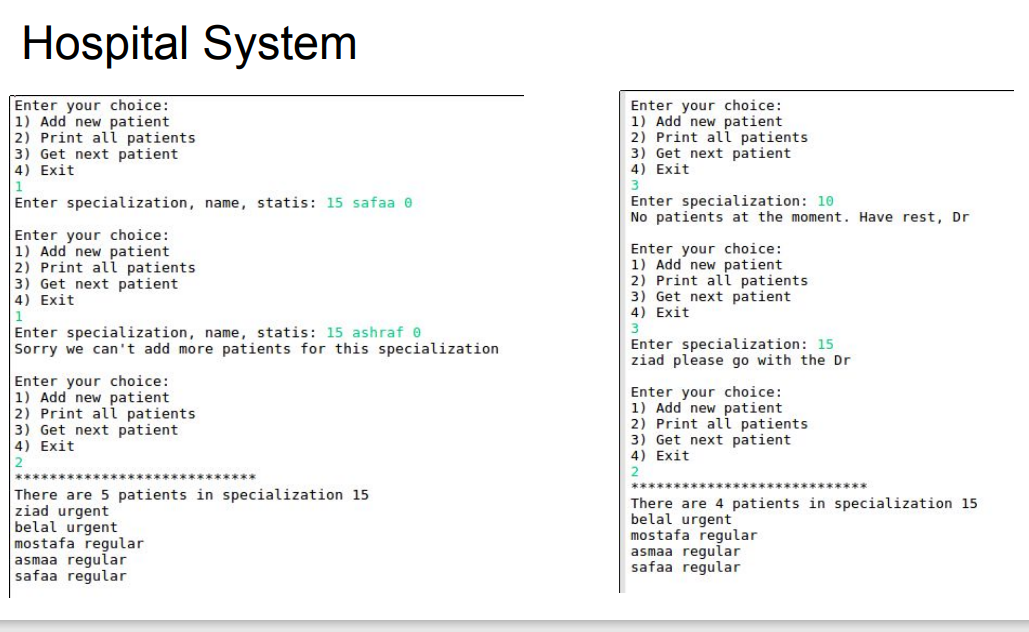 Hospital System
Enter your choice:
1) Add new patient
2) Print all patients
3) Get next patient
4) Exit
1
Enter specialization, name, statis: 15 safaa 0
Enter your choice:
1) Add new patient
2) Print all patients
3) Get next patient
4) Exit
1
Enter specialization, name, statis: 15 ashraf 0
Sorry we can't add more patients for this specialization
Enter your choice:
1) Add new patient
2) Print all patients
3) Get next patient
4) Exit
2
****************************
There are 5 patients in specialization 15
ziad urgent
belal urgent
mostafa regular
asmaa regular
safaa regular
Enter your choice:
1) Add new patient
2) Print all patients
3) Get next patient
4) Exit
3
Enter specialization: 10
No patients at the moment. Have rest, Dr
Enter your choice:
1) Add new patient
2) Print all patients
3) Get next patient
4) Exit
3
Enter specialization: 15
ziad please go with the Dr
Enter your choice:
1) Add new patient
2) Print all patients
3) Get next patient
4) Exit
2
****************************
There are 4 patients in specialization 15
belal urgent
mostafa regular
asmaa regular
safaa regular